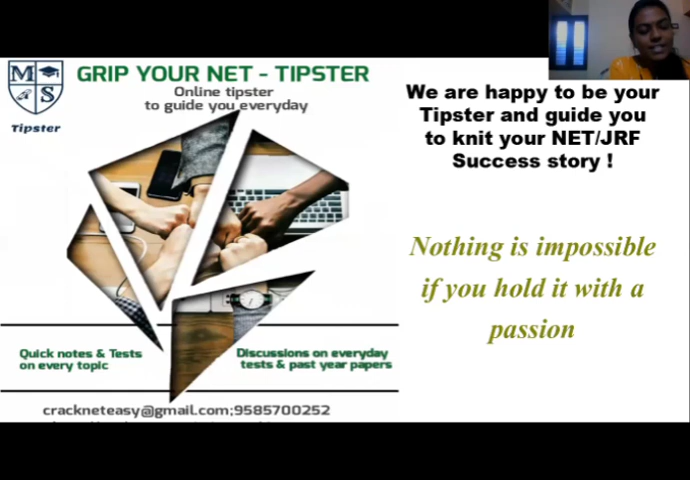 M
S
Tipster
GRIP YOUR NET - TIPSTER
Online tipster
to guide you everyday
Quick notes & Tests
on every topic
Discussions on everyday
tests & past year papers
crackneteasy@gmail.com;9585700252
We are happy to be your
Tipster and guide you
to knit your NET/JRF
Success story !
Nothing is impossible
if you hold it with a
passion